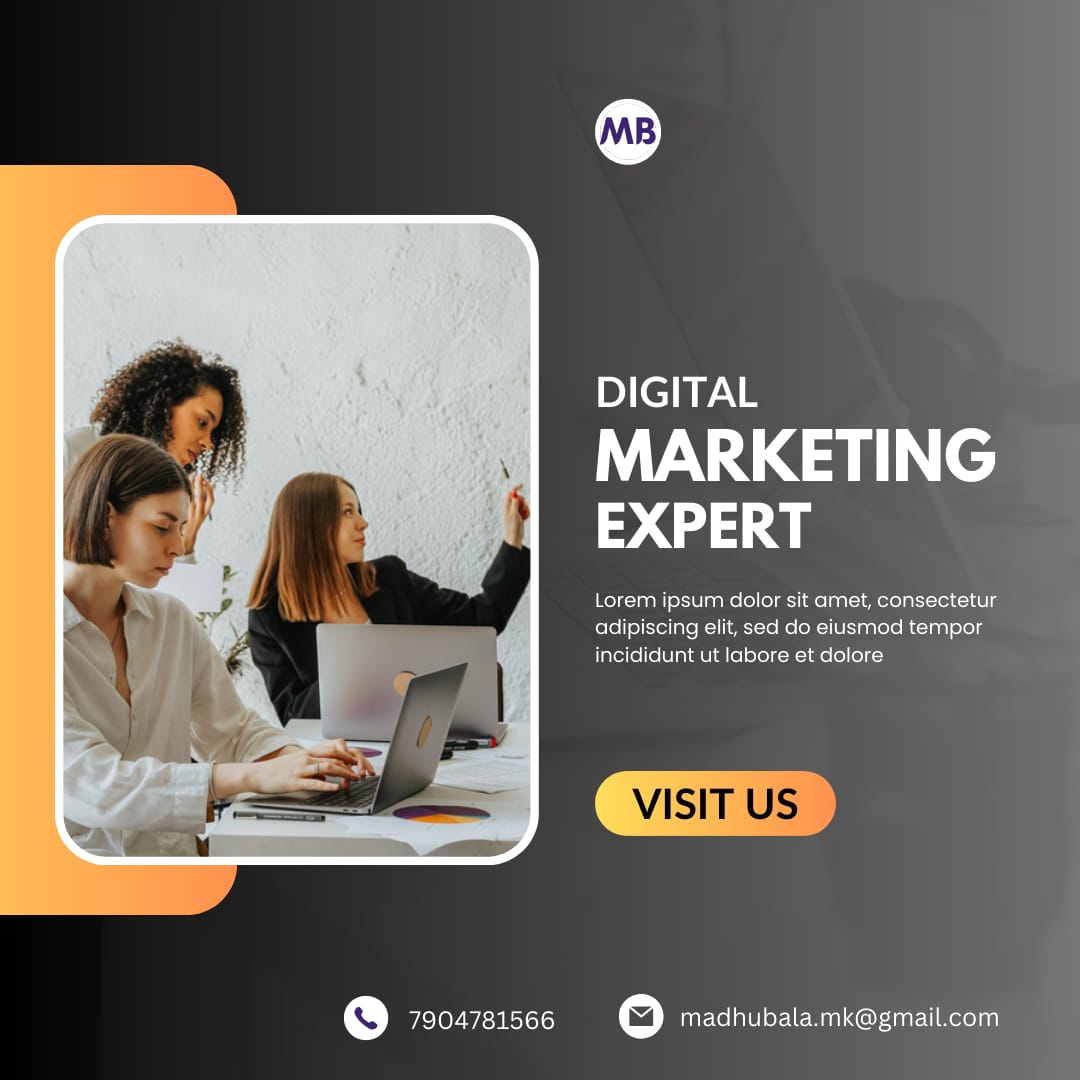 MB
DIGITAL
MARKETING
EXPERT
Lorem ipsum dolor sit amet, consectetur
adipiscing elit, sed do eiusmod tempor
incididunt ut labore et dolore
VISIT US
7904781566
madhubala.mk@gmail.com